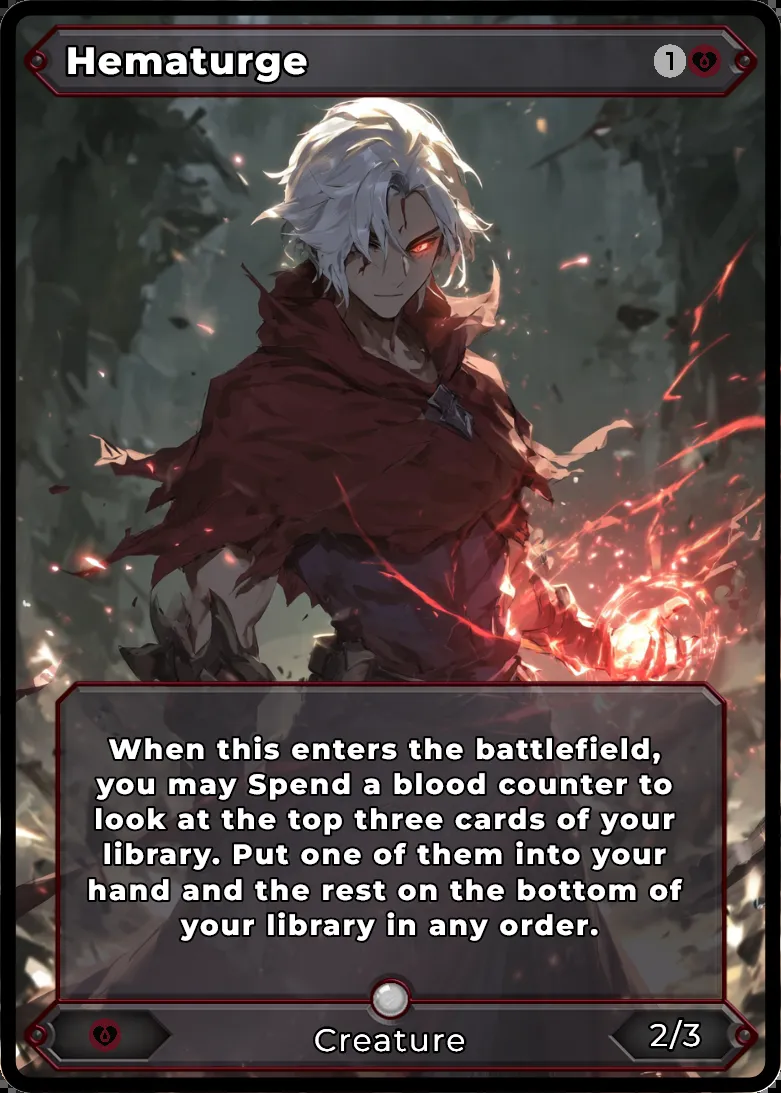 Hematurge
1
When this enters the battlefield,
you may Spend a blood counter to
look at the top three cards of your
library. Put one of them into your
hand and the rest on the bottom of
your library in any order.
Creature
2/3